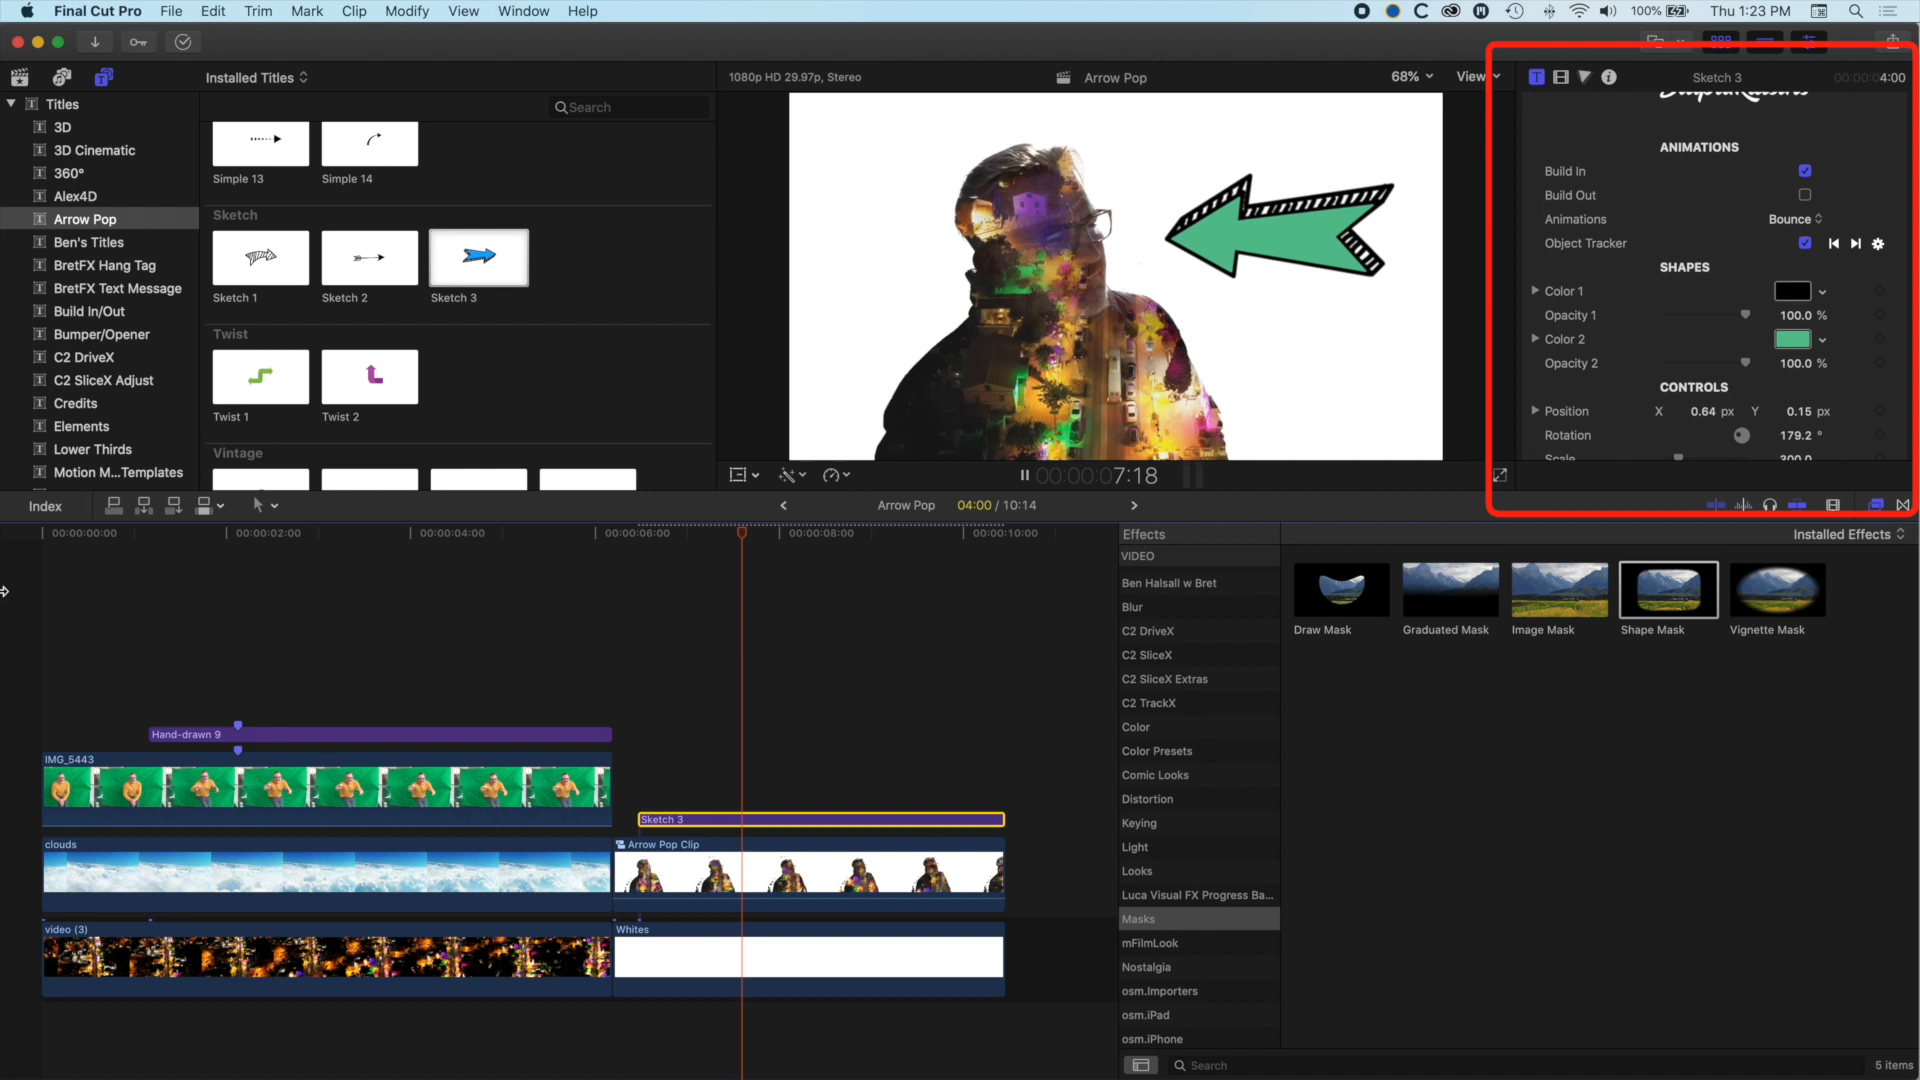 Final Cut Pro File Edit Trim Mark Clip Modify View Window Help
100% Thu 1:23 PM
Installed Titles
Search
Titles
3D
3D Cinematic
360°
Alex4D
Arrow Pop
Ben's Titles
BretFX Hang Tag
BretFX Text Message
Build In/Out
Bumper/Opener
C2 DriveX
C2 SliceX Adjust
Credits
Elements
Lower Thirds
Motion M...Templates
Simple 13
Simple 14
Sketch
Sketch 1
Sketch 2
Sketch 3
Twist
Twist 1
Twist 2
Vintage
1080p HD 29.97p, Stereo
Arrow Pop
68%
View
00:00:00:07:18
Sketch 3
00:00:04:00
ANIMATIONS
Build In
Build Out
Animations Bounce
Object Tracker
SHAPES
Color 1
Opacity 1 100.0 %
Color 2
Opacity 2 100.0 %
CONTROLS
Position X 0.64 px Y 0.15 px
Rotation 179.2 °
Scale 300.0
Index
Arrow Pop 04:00 / 10:14
00:00:00:00
00:00:02:00
00:00:04:00
00:00:06:00
00:00:08:00
00:00:10:00
Hand-drawn 9
IMG_5443
Sketch 3
clouds
Arrow Pop Clip
video (3)
Whites
Effects
Installed Effects
VIDEO
Ben Halsall w Bret
Blur
C2 DriveX
C2 SliceX
C2 SliceX Extras
C2 TrackX
Color
Color Presets
Comic Looks
Distortion
Keying
Light
Looks
Luca Visual FX Progress Ba...
Masks
mFilmLook
Nostalgia
osm.Importers
osm.iPad
osm.iPhone
Draw Mask
Graduated Mask
Image Mask
Shape Mask
Vignette Mask
Search
5 items